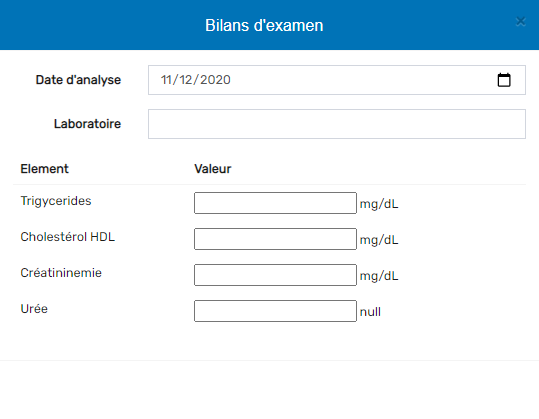 Bilans d'examen ×
Date d'analyse 11/12/2020
Laboratoire
Element Valeur
Trigycerides mg/dL
Cholestérol HDL mg/dL
Créatininemie mg/dL
Urée null